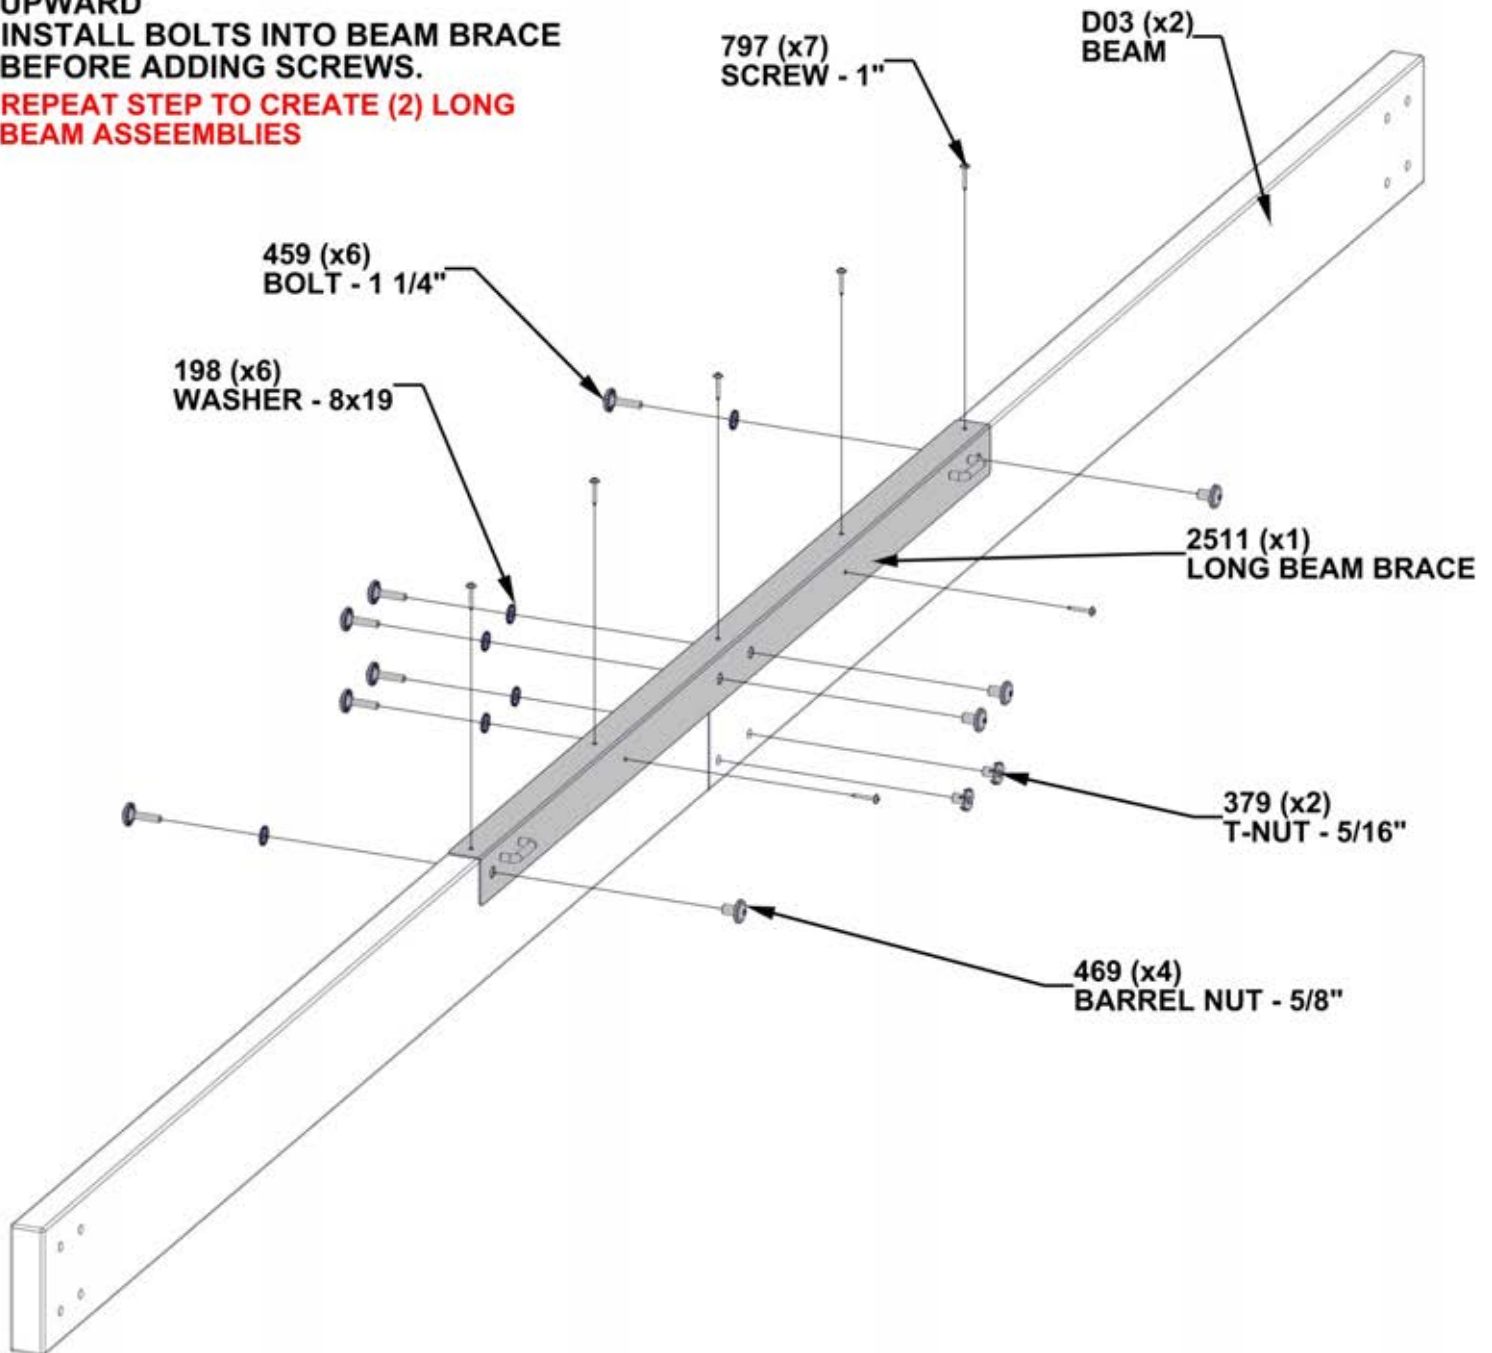 UPWARD
INSTALL BOLTS INTO BEAM BRACE
BEFORE ADDING SCREWS.
REPEAT STEP TO CREATE (2) LONG
BEAM ASSEEMBLIES
797 (x7)
SCREW - 1"
D03 (x2)
BEAM
459 (x6)
BOLT - 1 1/4"
198 (x6)
WASHER - 8x19
2511 (x1)
LONG BEAM BRACE
379 (x2)
T-NUT - 5/16"
469 (x4)
BARREL NUT - 5/8"